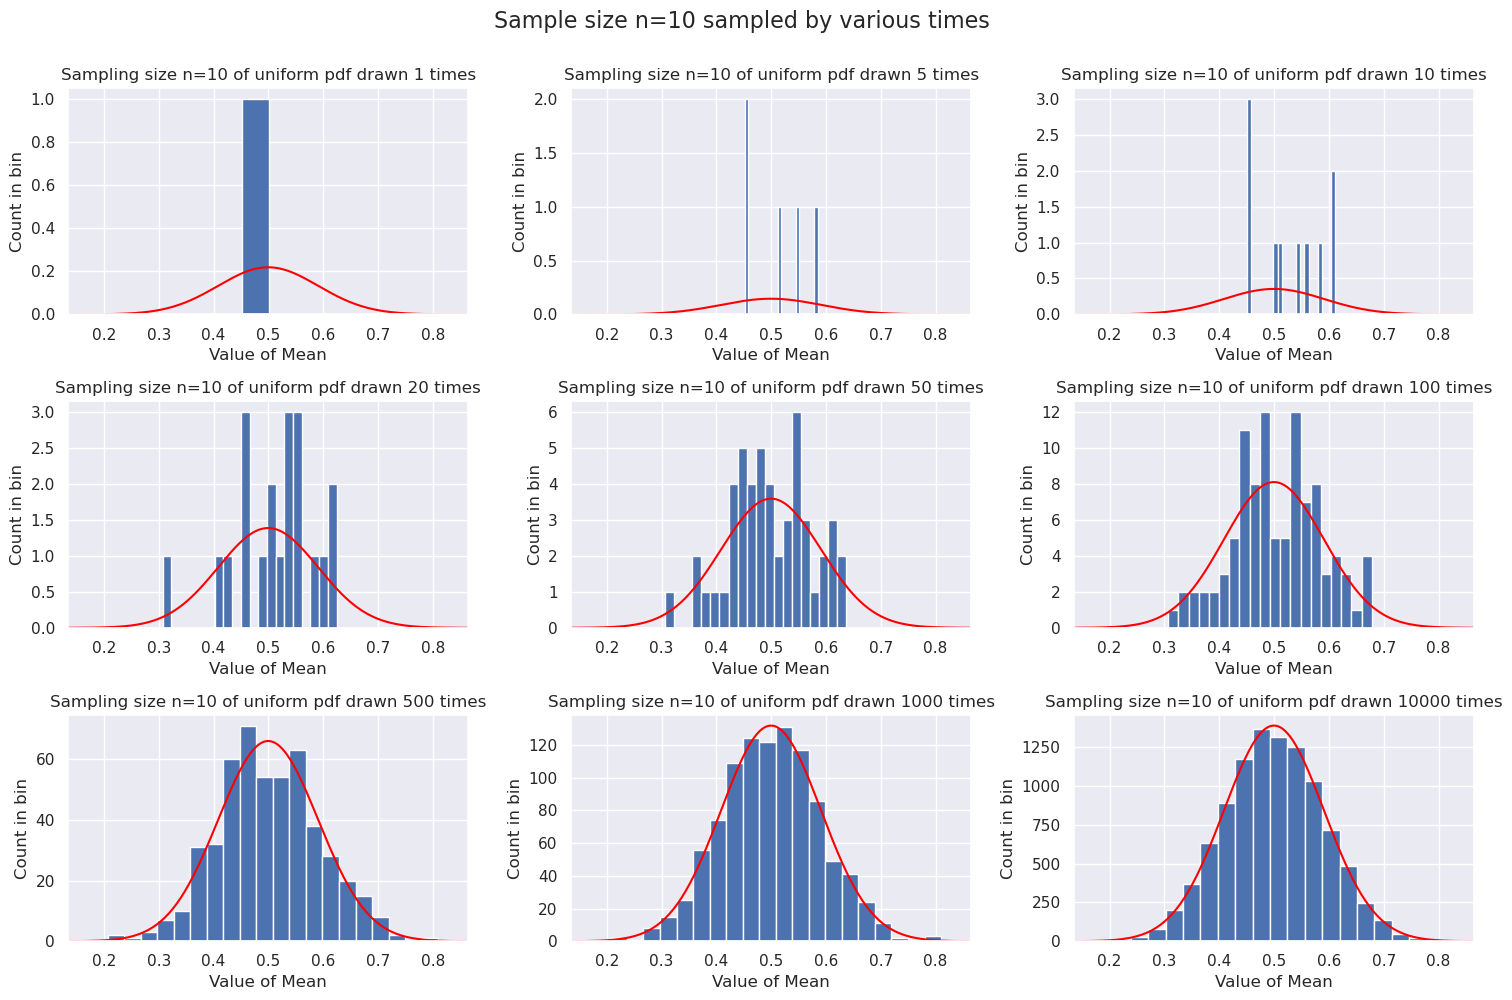 Sample size n=10 sampled by various times
Sampling size n=10 of uniform pdf drawn 1 times
1.0
0.8
0.6
0.4
0.2
0.0
Count in bin
0.2 0.3 0.4 0.5 0.6 0.7 0.8
Value of Mean
Sampling size n=10 of uniform pdf drawn 5 times
2.0
1.5
1.0
0.5
0.0
Count in bin
0.2 0.3 0.4 0.5 0.6 0.7 0.8
Value of Mean
Sampling size n=10 of uniform pdf drawn 10 times
3.0
2.5
2.0
1.5
1.0
0.5
0.0
Count in bin
0.2 0.3 0.4 0.5 0.6 0.7 0.8
Value of Mean
Sampling size n=10 of uniform pdf drawn 20 times
3.0
2.5
2.0
1.5
1.0
0.5
0.0
Count in bin
0.2 0.3 0.4 0.5 0.6 0.7 0.8
Value of Mean
Sampling size n=10 of uniform pdf drawn 50 times
6
5
4
3
2
1
0
Count in bin
0.2 0.3 0.4 0.5 0.6 0.7 0.8
Value of Mean
Sampling size n=10 of uniform pdf drawn 100 times
12
10
8
6
4
2
0
Count in bin
0.2 0.3 0.4 0.5 0.6 0.7 0.8
Value of Mean
Sampling size n=10 of uniform pdf drawn 500 times
60
40
20
0
Count in bin
0.2 0.3 0.4 0.5 0.6 0.7 0.8
Value of Mean
Sampling size n=10 of uniform pdf drawn 1000 times
120
100
80
60
40
20
0
Count in bin
0.2 0.3 0.4 0.5 0.6 0.7 0.8
Value of Mean
Sampling size n=10 of uniform pdf drawn 10000 times
1250
1000
750
500
250
0
Count in bin
0.2 0.3 0.4 0.5 0.6 0.7 0.8
Value of Mean